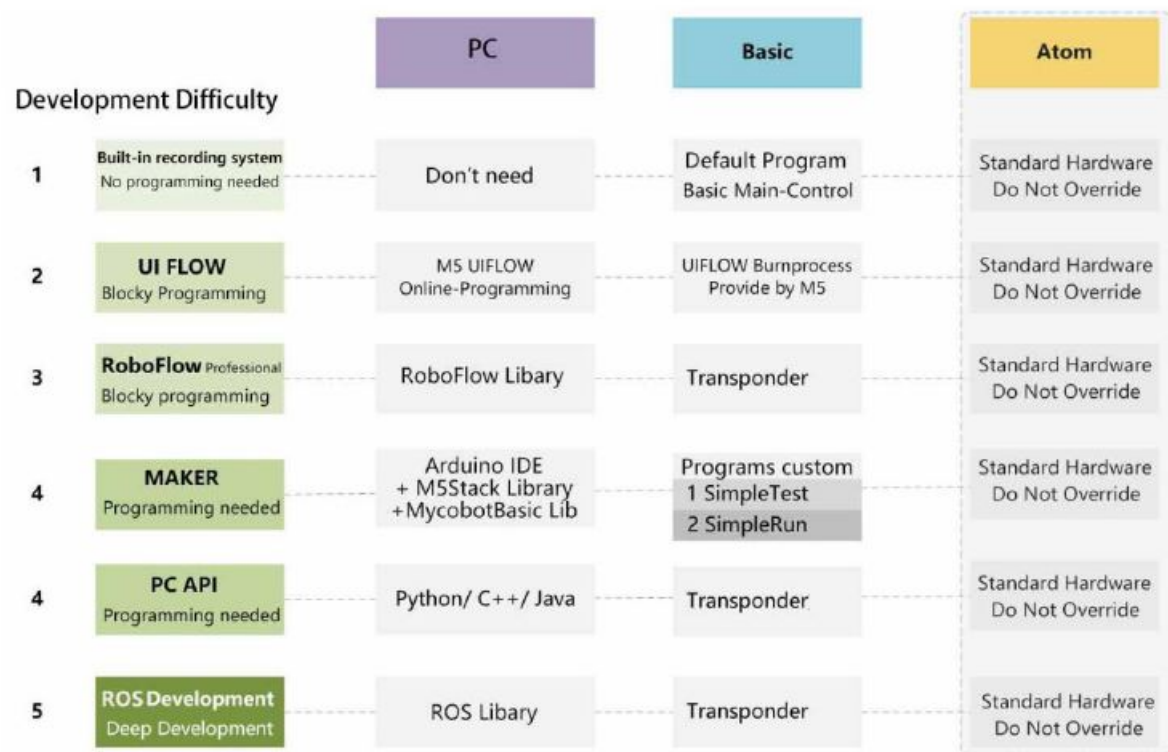 PC
Basic
Atom
Development Difficulty
1
Built-in recording system
No programming needed
Don't need
Default Program
Basic Main-Control
Standard Hardware
Do Not Override
2
UI FLOW
Blocky Programming
M5 UIFLOW
Online-Programming
UIFLOW Burnprocess
Provide by M5
Standard Hardware
Do Not Override
3
RoboFlow Professional
Blocky programming
RoboFlow Libary
Transponder
Standard Hardware
Do Not Override
4
MAKER
Programming needed
Arduino IDE
+ M5Stack Library
+MycobotBasic Lib
Programs custom
1 SimpleTest
2 SimpleRun
Standard Hardware
Do Not Override
4
PC API
Programming needed
Python/ C++/ Java
Transponder
Standard Hardware
Do Not Override
5
ROS Development
Deep Development
ROS Libary
Transponder
Standard Hardware
Do Not Override